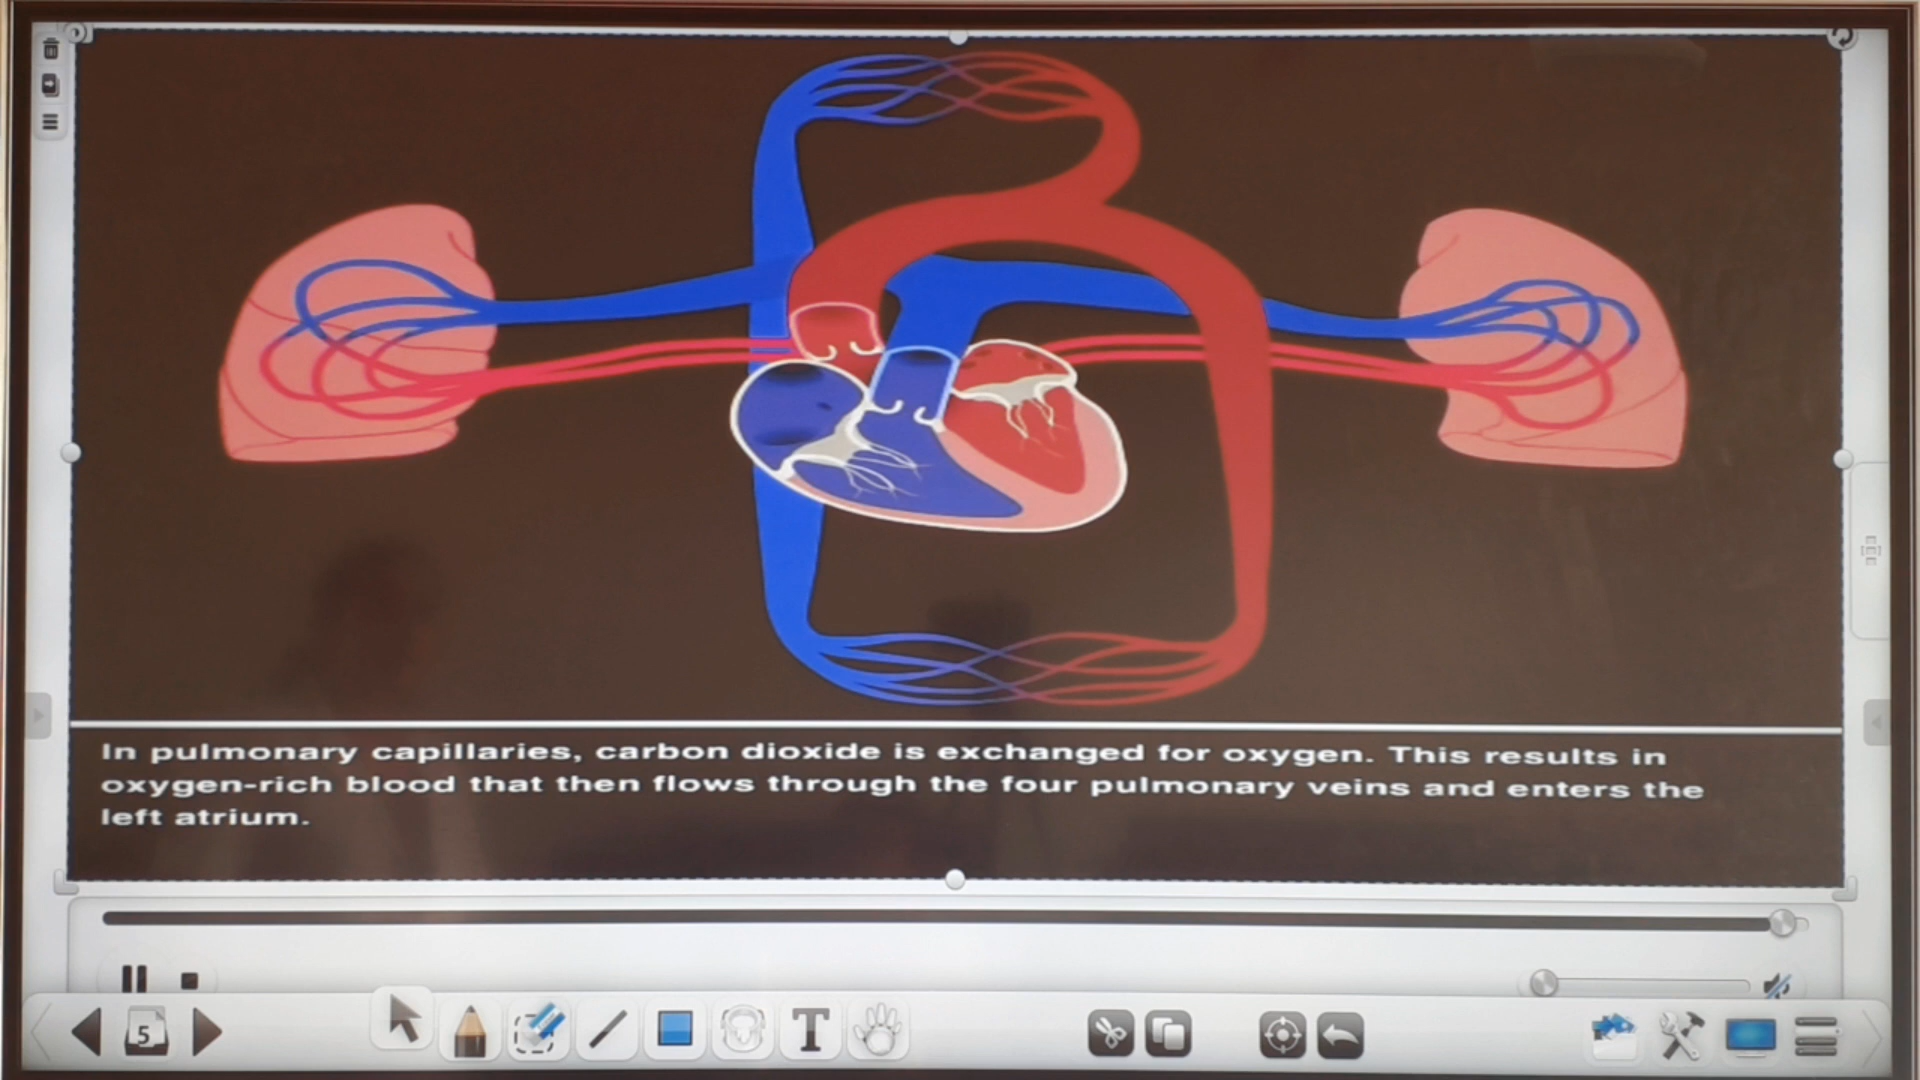 In pulmonary capillaries, carbon dioxide is exchanged for oxygen. This results in
oxygen-rich blood that then flows through the four pulmonary veins and enters the
left atrium.
5
T